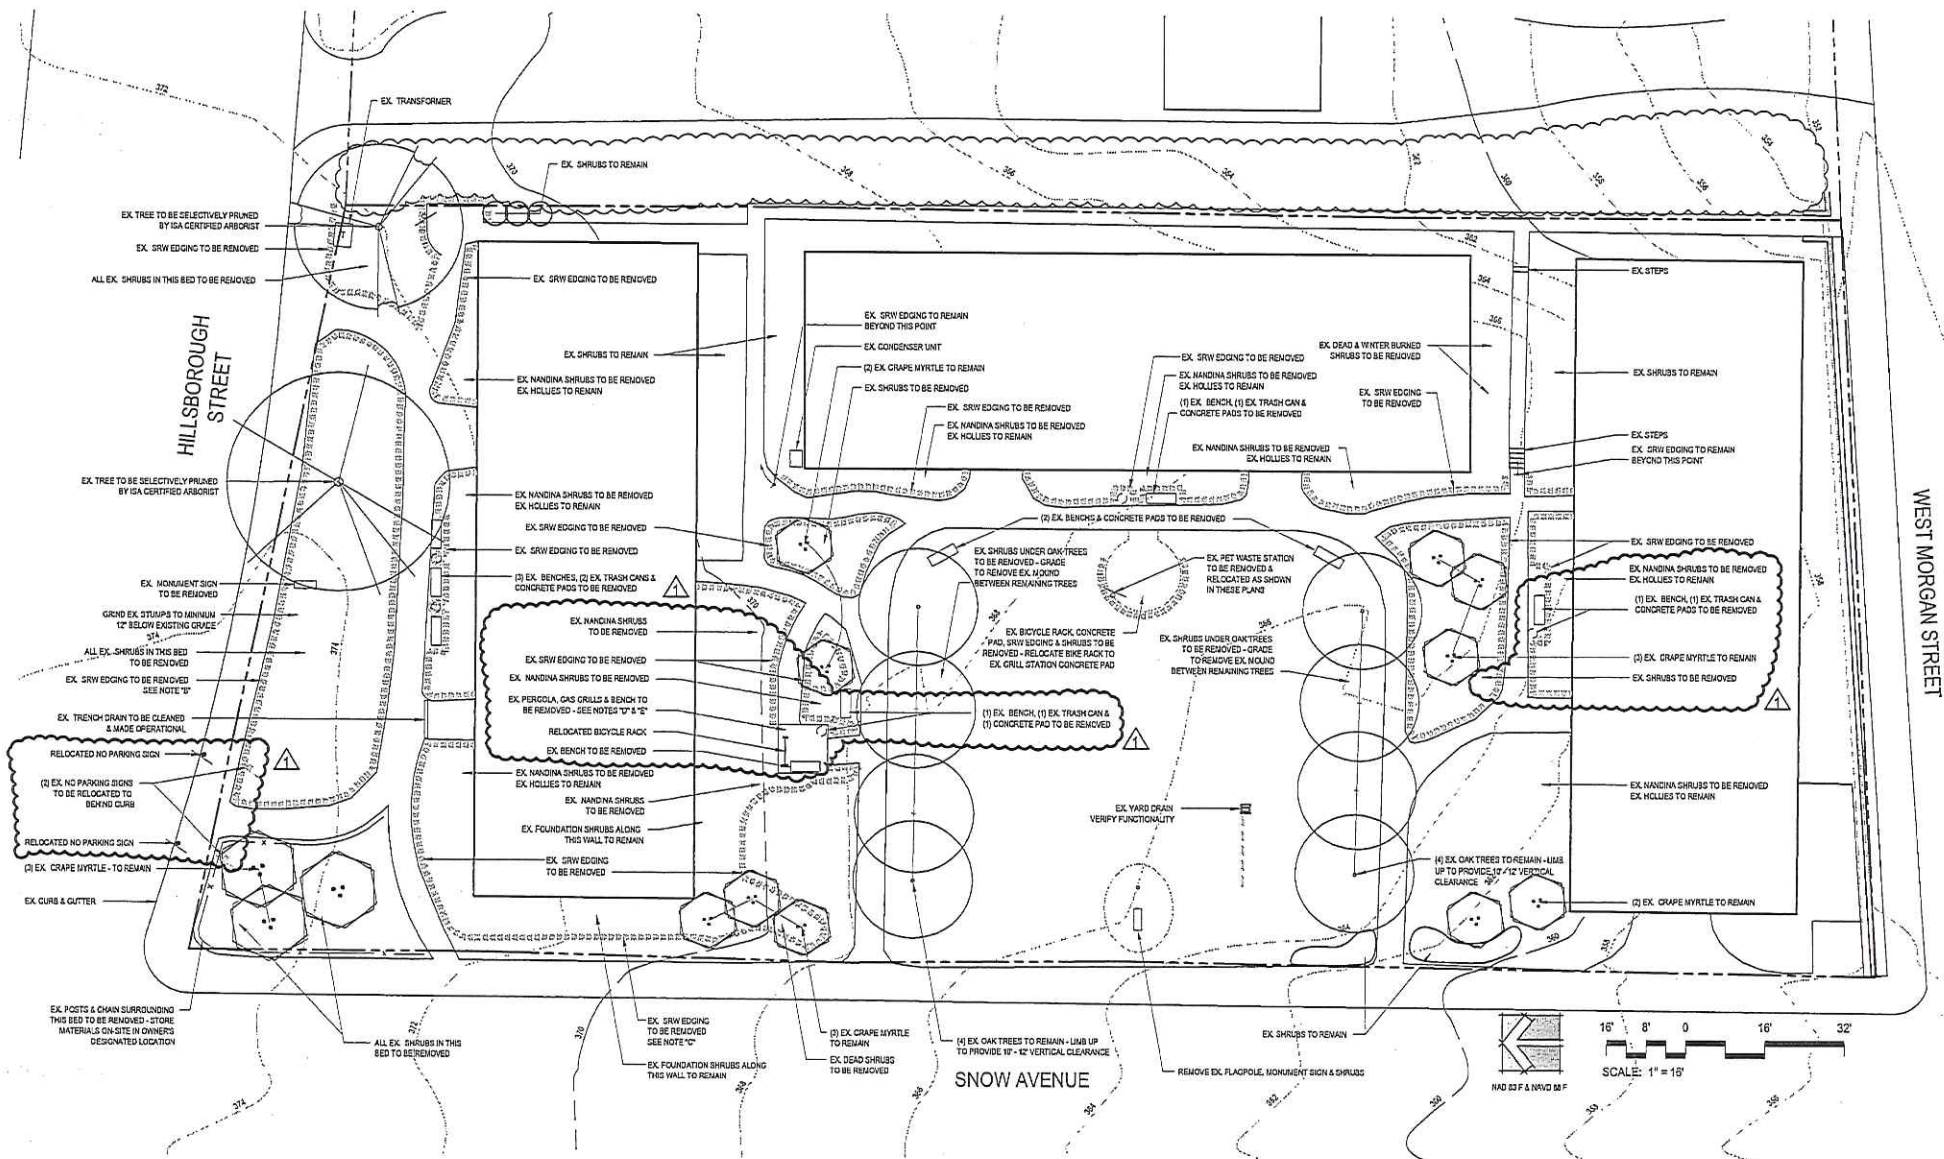 EX. TRANSFORMER
EX. SHRUBS TO REMAIN
EX. TREE TO BE SELECTIVELY PRUNED
BY ISA CERTIFIED ARBORIST
EX. SRW EDGING TO BE REMOVED
ALL EX. SHRUBS IN THIS BED TO BE REMOVED
HILLSBOROUGH
STREET
EX. TREE TO BE SELECTIVELY PRUNED
BY ISA CERTIFIED ARBORIST
EX. MONUMENT SIGN
TO BE REMOVED
GRIND EX. STUMPS TO MINIMUM
12" BELOW EXISTING GRADE
ALL EX. SHRUBS IN THIS BED
TO BE REMOVED
EX. SRW EDGING TO BE REMOVED
SEE NOTE "B"
EX. TRENCH DRAIN TO BE CLEANED
& MADE OPERATIONAL
RELOCATED NO PARKING SIGN
(2) EX. NO PARKING SIGNS
TO BE RELOCATED TO
BEHIND CURB
RELOCATED NO PARKING SIGN
(3) EX. CRAPE MYRTLE - TO REMAIN
EX. CURB & GUTTER
EX. POSTS & CHAIN SURROUNDING
THIS BED TO BE REMOVED - STORE
MATERIALS ON-SITE IN OWNER'S
DESIGNATED LOCATION
ALL EX. SHRUBS IN THIS
BED TO BE REMOVED
EX. SRW EDGING TO BE REMOVED
EX. SHRUBS TO REMAIN
EX. NANDINA SHRUBS TO BE REMOVED
EX. HOLLIES TO REMAIN
EX. NANDINA SHRUBS TO BE REMOVED
EX. HOLLIES TO REMAIN
EX. SRW EDGING TO BE REMOVED
EX. SRW EDGING TO BE REMOVED
(3) EX. BENCHES, (2) EX. TRASH CANS &
CONCRETE PADS TO BE REMOVED
1
EX. NANDINA SHRUBS
TO BE REMOVED
EX. SRW EDGING TO BE REMOVED
EX. NANDINA SHRUBS TO BE REMOVED
EX. PERGOLA, GAS GRILLS & BENCH TO
BE REMOVED - SEE NOTES "D" & "E"
RELOCATED BICYCLE RACK
EX. BENCH TO BE REMOVED
EX. NANDINA SHRUBS TO BE REMOVED
EX. HOLLIES TO REMAIN
EX. NANDINA SHRUBS
TO BE REMOVED
EX. FOUNDATION SHRUBS ALONG
THIS WALL TO REMAIN
EX. SRW EDGING
TO BE REMOVED
1
EX. SRW EDGING
TO BE REMOVED
SEE NOTE "C"
EX. FOUNDATION SHRUBS ALONG
THIS WALL TO REMAIN
(3) EX. CRAPE MYRTLE
TO REMAIN
EX. DEAD SHRUBS
TO BE REMOVED
EX. SRW EDGING TO REMAIN
BEYOND THIS POINT
EX. CONDENSER UNIT
(2) EX. CRAPE MYRTLE TO REMAIN
EX. SHRUBS TO BE REMOVED
EX. SRW EDGING TO BE REMOVED
EX. NANDINA SHRUBS TO BE REMOVED
EX. HOLLIES TO REMAIN
EX. SRW EDGING TO BE REMOVED
EX. NANDINA SHRUBS TO BE REMOVED
EX. HOLLIES TO REMAIN
(1) EX. BENCH, (1) EX. TRASH CAN &
CONCRETE PADS TO BE REMOVED
EX. NANDINA SHRUBS TO BE REMOVED
EX. HOLLIES TO REMAIN
EX. DEAD & WINTER BURNED
SHRUBS TO BE REMOVED
EX. SRW EDGING
TO BE REMOVED
(2) EX. BENCHS & CONCRETE PADS TO BE REMOVED
EX. SHRUBS UNDER OAK TREES
TO BE REMOVED - GRADE
TO REMOVE EX. MOUND
BETWEEN REMAINING TREES
EX. PET WASTE STATION
TO BE REMOVED &
RELOCATED AS SHOWN
IN THESE PLANS
EX. BICYCLE RACK, CONCRETE
PAD, SRW EDGING & SHRUBS TO BE
REMOVED - RELOCATE BIKE RACK TO
EX. GRILL STATION CONCRETE PAD
EX. SHRUBS UNDER OAK TREES
TO BE REMOVED - GRADE
TO REMOVE EX. MOUND
BETWEEN REMAINING TREES
(1) EX. BENCH, (1) EX. TRASH CAN &
(1) CONCRETE PAD TO BE REMOVED
1
EX. YARD DRAIN
VERIFY FUNCTIONALITY
(4) EX. OAK TREES TO REMAIN - LIMB
UP TO PROVIDE 10' - 12' VERTICAL
CLEARANCE
(4) EX. OAK TREES TO REMAIN - LIMB UP
TO PROVIDE 10' - 12' VERTICAL CLEARANCE
SNOW AVENUE
REMOVE EX. FLAGPOLE, MONUMENT SIGN & SHRUBS
EX. SHRUBS TO REMAIN
EX. STEPS
EX. SHRUBS TO REMAIN
EX. STEPS
EX. SRW EDGING TO REMAIN
BEYOND THIS POINT
EX. SRW EDGING TO BE REMOVED
EX. NANDINA SHRUBS TO BE REMOVED
EX. HOLLIES TO REMAIN
(1) EX. BENCH, (1) EX. TRASH CAN &
CONCRETE PADS TO BE REMOVED
(3) EX. CRAPE MYRTLE TO REMAIN
EX. SHRUBS TO BE REMOVED
1
EX. NANDINA SHRUBS TO BE REMOVED
EX. HOLLIES TO REMAIN
(2) EX. CRAPE MYRTLE TO REMAIN
WEST MORGAN STREET
16' 8' 0 16' 32'
SCALE: 1" = 16'
NAD 83 F & NAVD 88 F
372
370
368
366
364
362
360
374
374